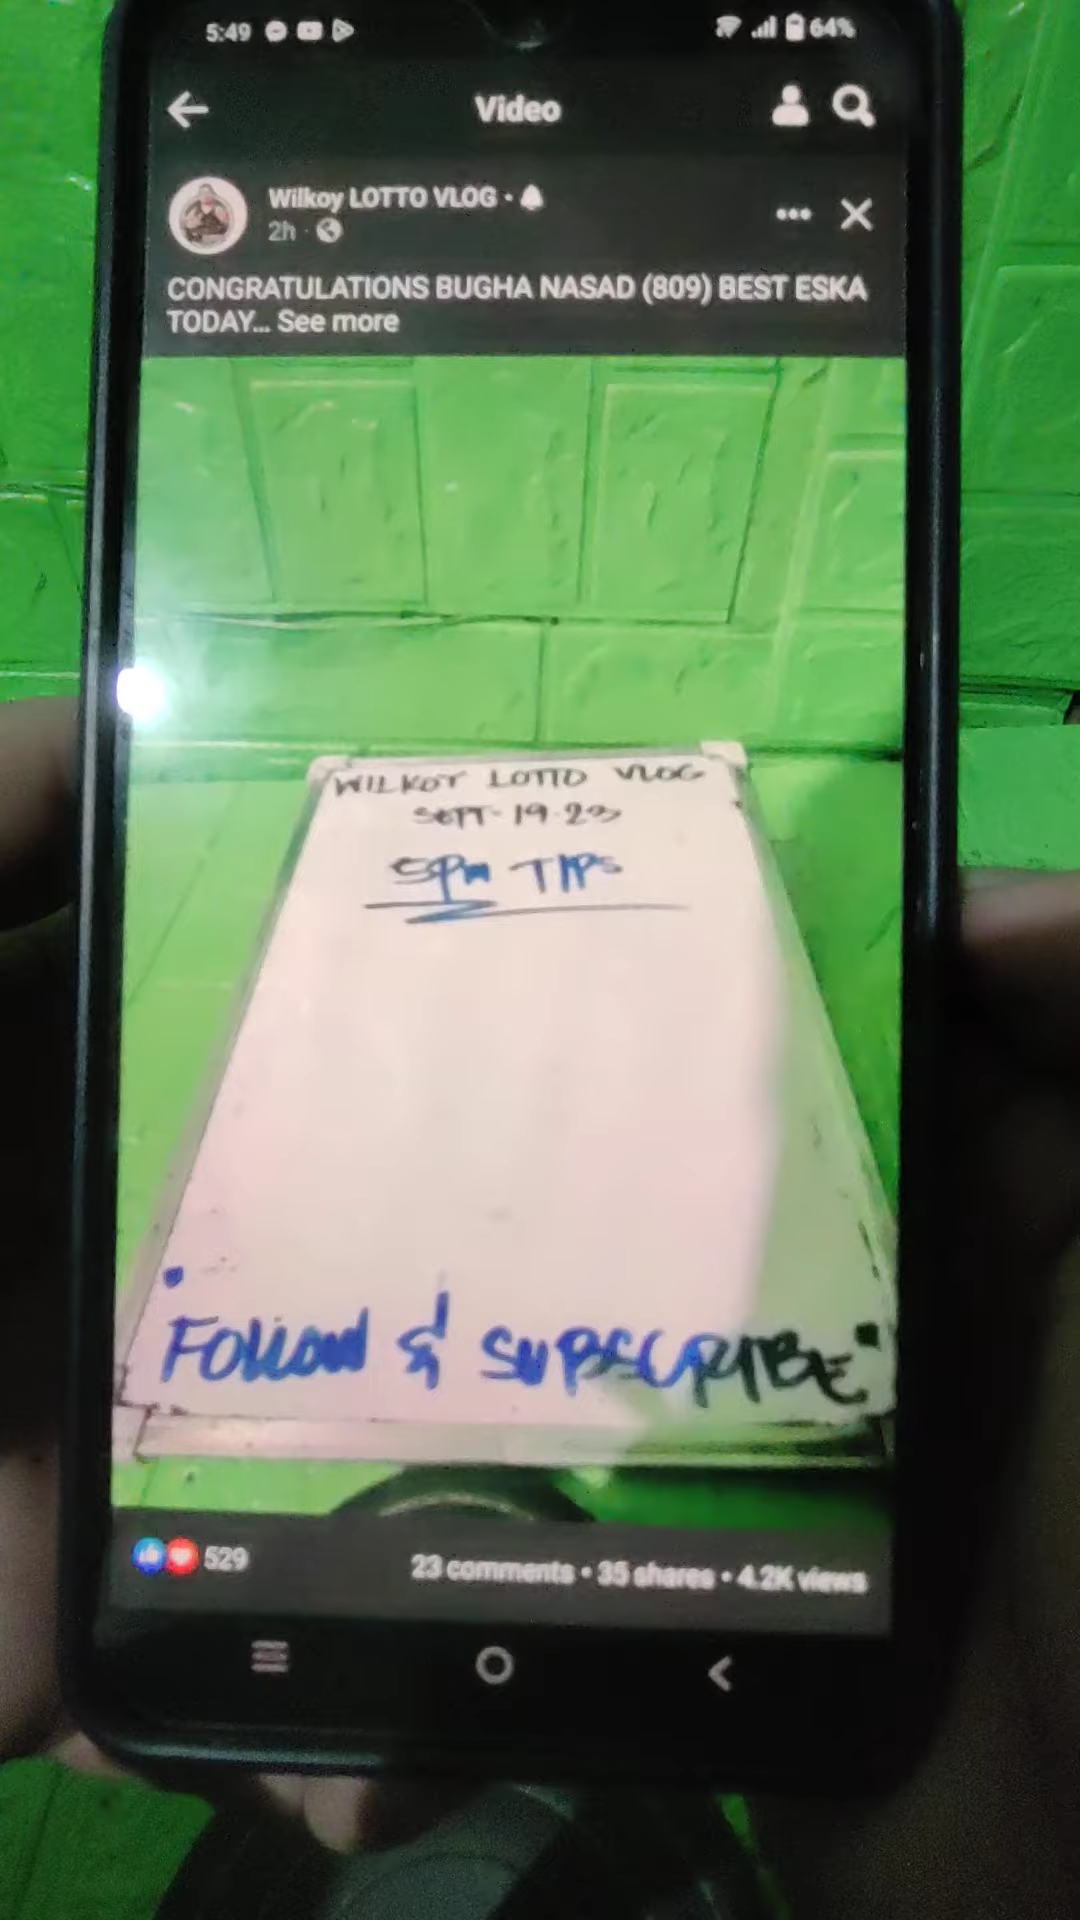 5:49 64%
Video
Wilkoy LOTTO VLOG •
2h ·
CONGRATULATIONS BUGHA NASAD (809) BEST ESKA
TODAY... See more
WILKOY LOTTO VLOG
SEPT-19-23
5pm TIPS
FOLLOW & SUBSCRIBE
529 23 comments • 35 shares • 4.2K views